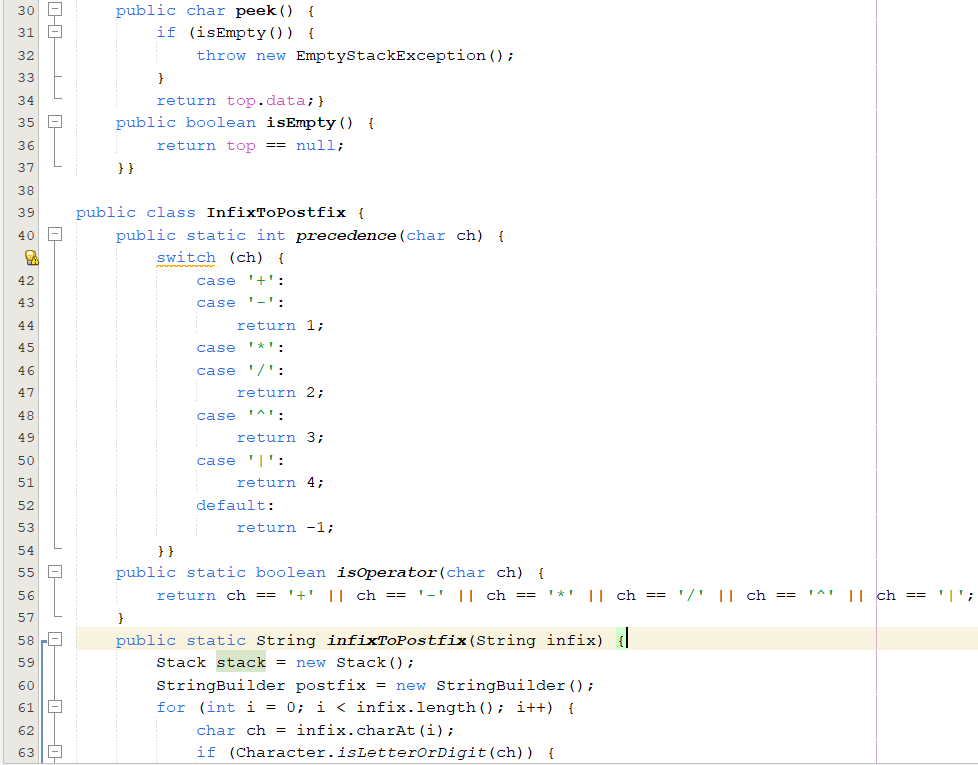 30 public char peek() {
31 if (isEmpty()) {
32 throw new EmptyStackException();
33 }
34 return top.data;}
35 public boolean isEmpty() {
36 return top == null;
37 }}
38
39 public class InfixToPostfix {
40 public static int precedence(char ch) {
switch (ch) {
42 case '+':
43 case '-':
44 return 1;
45 case '*':
46 case '/':
47 return 2;
48 case '^':
49 return 3;
50 case '|':
51 return 4;
52 default:
53 return -1;
54 }}
55 public static boolean isOperator(char ch) {
56 return ch == '+' || ch == '-' || ch == '*' || ch == '/' || ch == '^' || ch == '|';
57 }
58 public static String infixToPostfix(String infix) {
59 Stack stack = new Stack();
60 StringBuilder postfix = new StringBuilder();
61 for (int i = 0; i < infix.length(); i++) {
62 char ch = infix.charAt(i);
63 if (Character.isLetterOrDigit(ch)) {